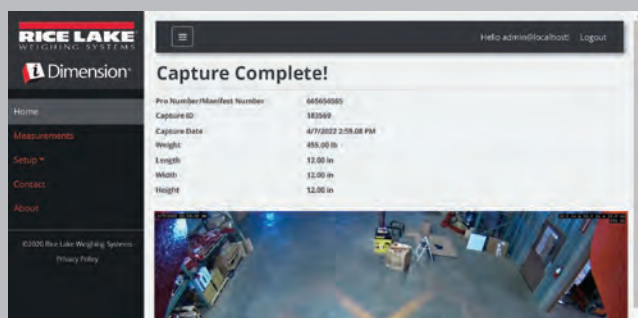 RICE LAKE
WEIGHING SYSTEMS
iDimension
Home
Measurements
Setup
Contact
About
©2020 Rice Lake Weighing Systems
Privacy Policy
Hello admin@localhost! Logout
Capture Complete!
Pro Number/Manifest Number 665656565
Capture ID 183569
Capture Date 4/7/2022 2:59:08 PM
Weight 455.00 lb
Length 12.00 in
Width 12.00 in
Height 12.00 in